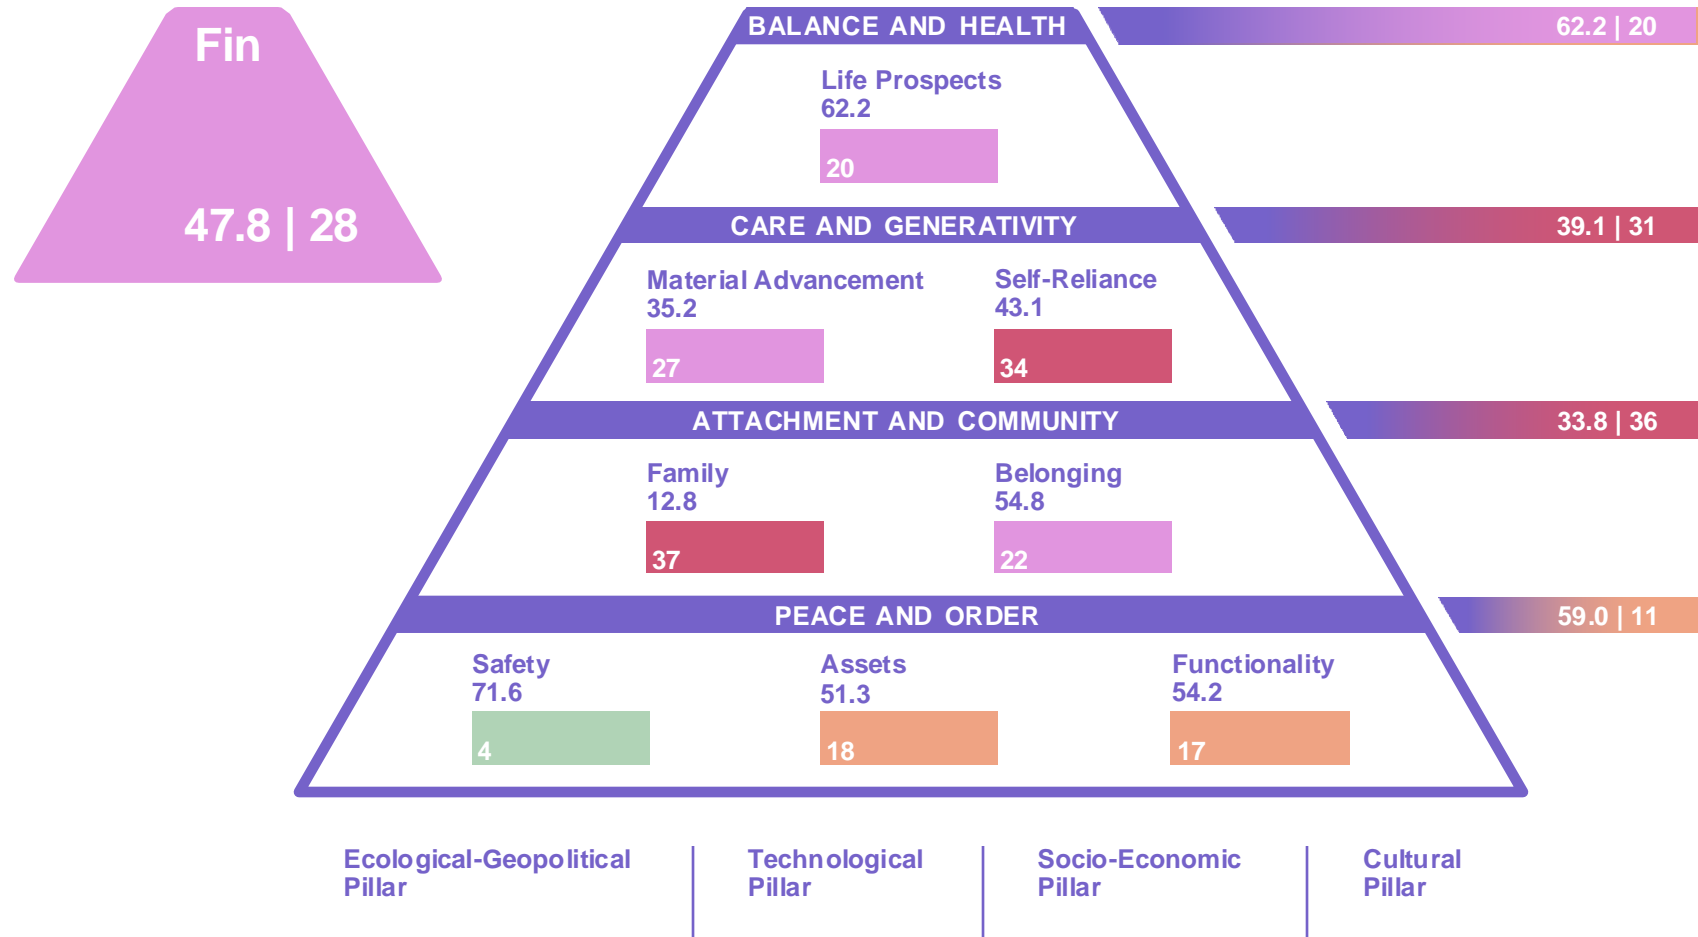 Fin
47.8 | 28
BALANCE AND HEALTH
62.2 | 20
Life Prospects
62.2
20
CARE AND GENERATIVITY
39.1 | 31
Material Advancement
35.2
27
Self-Reliance
43.1
34
ATTACHMENT AND COMMUNITY
33.8 | 36
Family
12.8
37
Belonging
54.8
22
PEACE AND ORDER
59.0 | 11
Safety
71.6
4
Assets
51.3
18
Functionality
54.2
17
Ecological-Geopolitical
Pillar
Technological
Pillar
Socio-Economic
Pillar
Cultural
Pillar